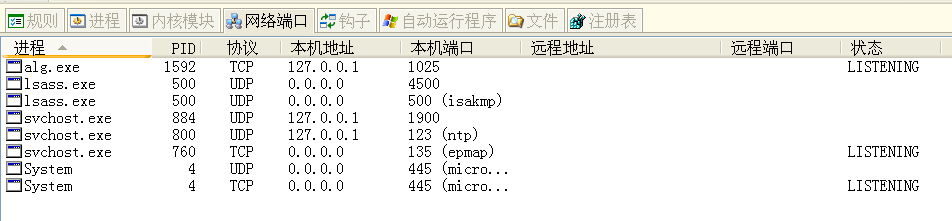 规则 进程 内核模块 网络端口 钩子 自动运行程序 文件 注册表
进程 PID 协议 本机地址 本机端口 远程地址 远程端口 状态
alg.exe 1592 TCP 127.0.0.1 1025 LISTENING
lsass.exe 500 UDP 0.0.0.0 4500
lsass.exe 500 UDP 0.0.0.0 500 (isakmp)
svchost.exe 884 UDP 127.0.0.1 1900
svchost.exe 800 UDP 127.0.0.1 123 (ntp)
svchost.exe 760 TCP 0.0.0.0 135 (epmap) LISTENING
System 4 UDP 0.0.0.0 445 (micro...
System 4 TCP 0.0.0.0 445 (micro... LISTENING